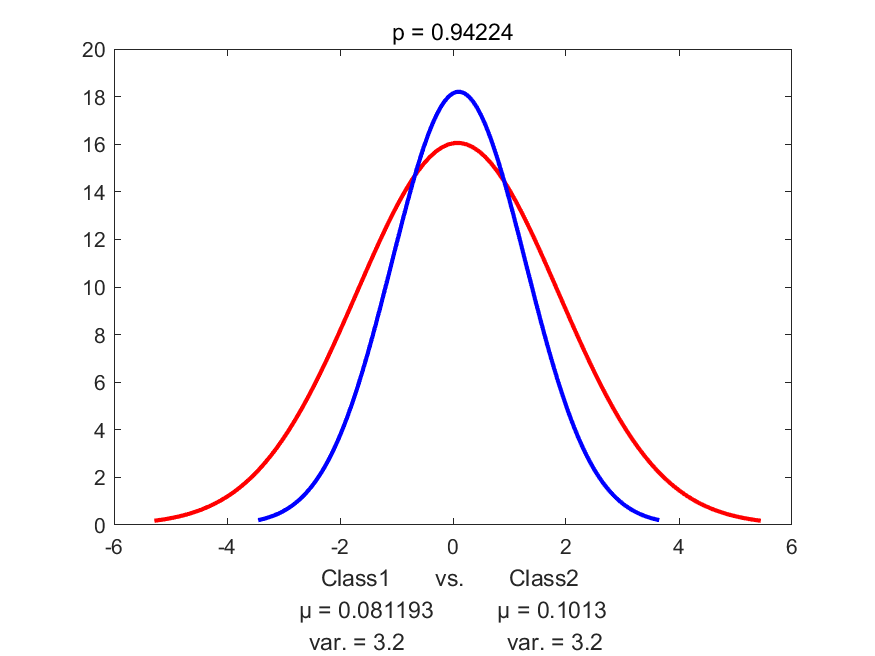 p = 0.94224
20
18
16
14
12
10
8
6
4
2
0
-6 -4 -2 0 2 4 6
Class1 vs. Class2
μ = 0.081193 μ = 0.1013
var. = 3.2 var. = 3.2